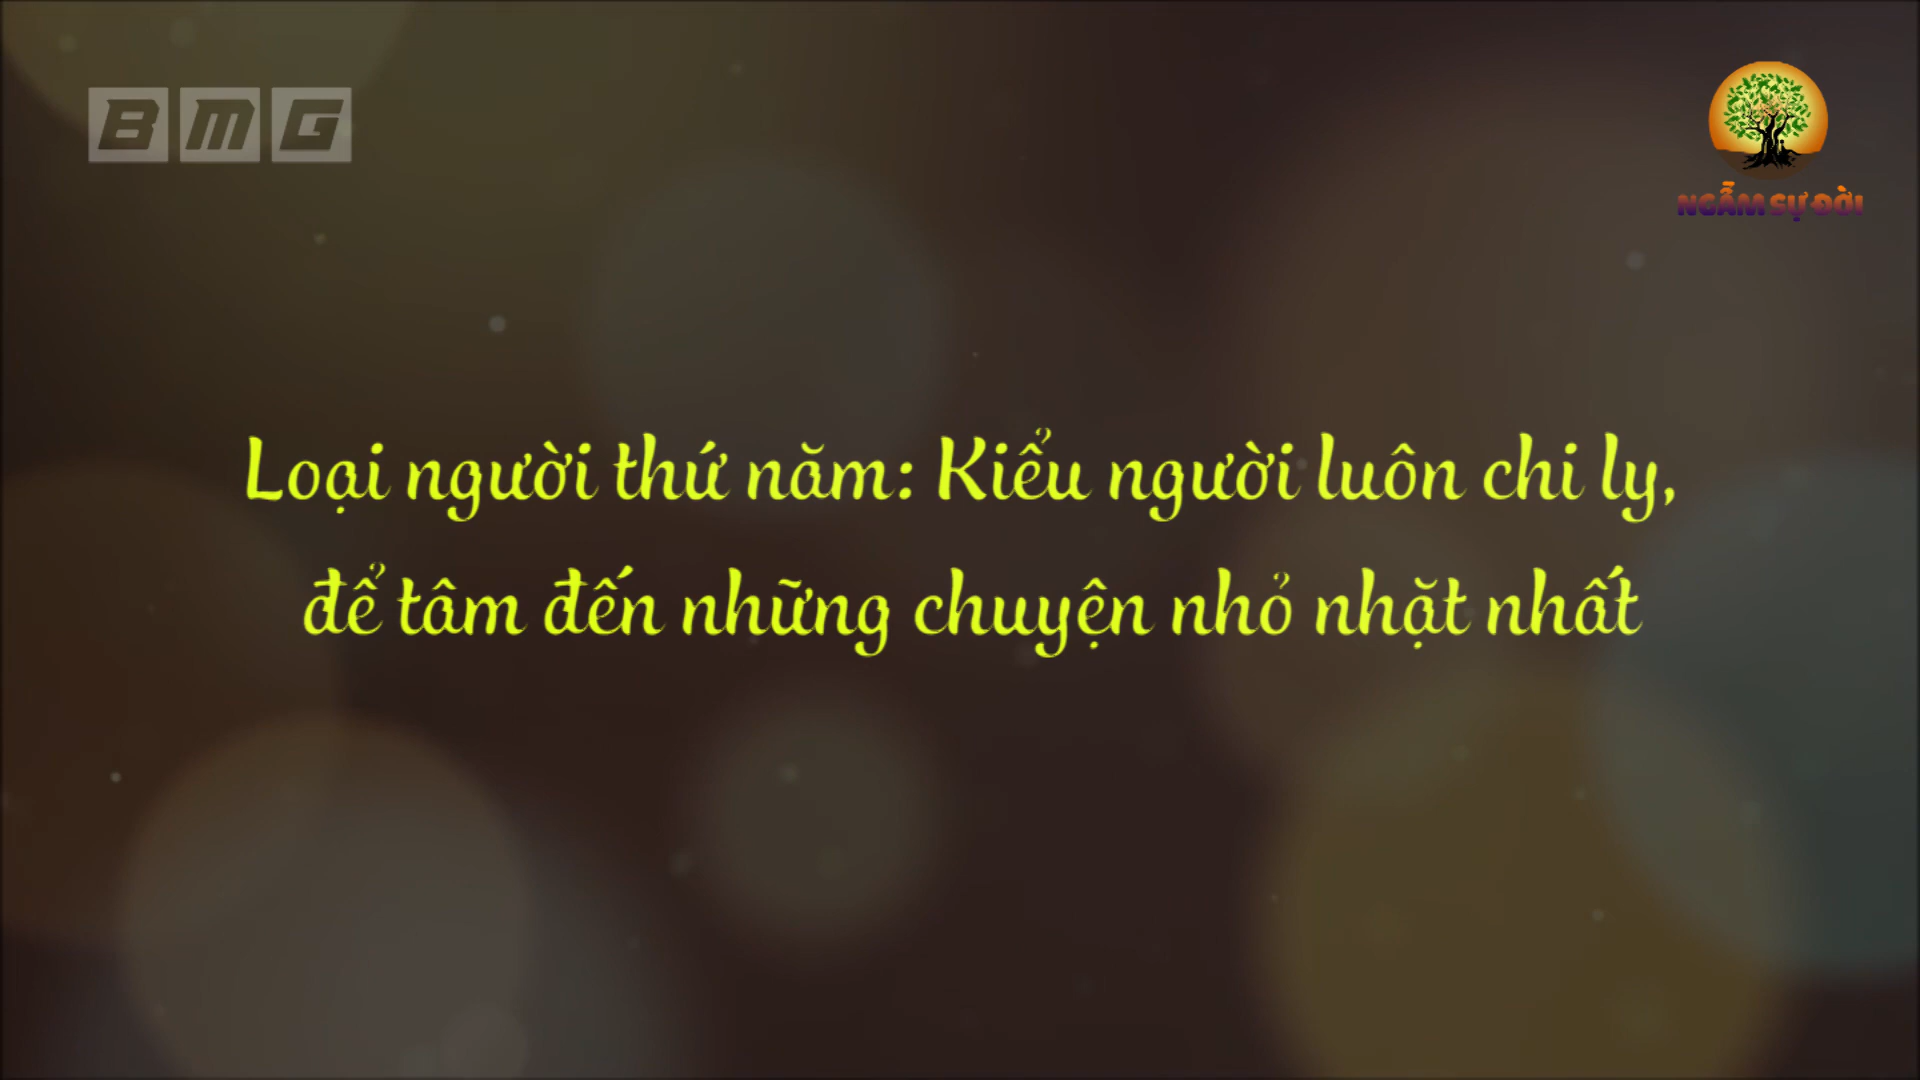 BMG
NGẪM SỰ ĐỜI
Loại người thứ năm: Kiểu người luôn chi ly,
để tâm đến những chuyện nhỏ nhặt nhất